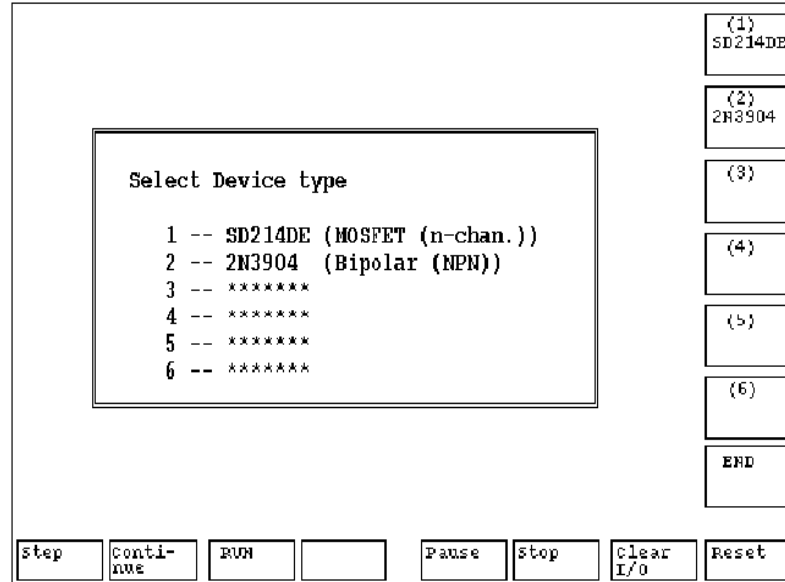 Select Device type
1 -- SD214DE (MOSFET (n-chan.))
2 -- 2N3904 (Bipolar (NPN))
3 -- *******
4 -- *******
5 -- *******
6 -- *******
(1)
SD214DE
(2)
2N3904
(3)
(4)
(5)
(6)
END
Step
Conti-
nue
RUN
Pause
Stop
Clear
I/O
Reset